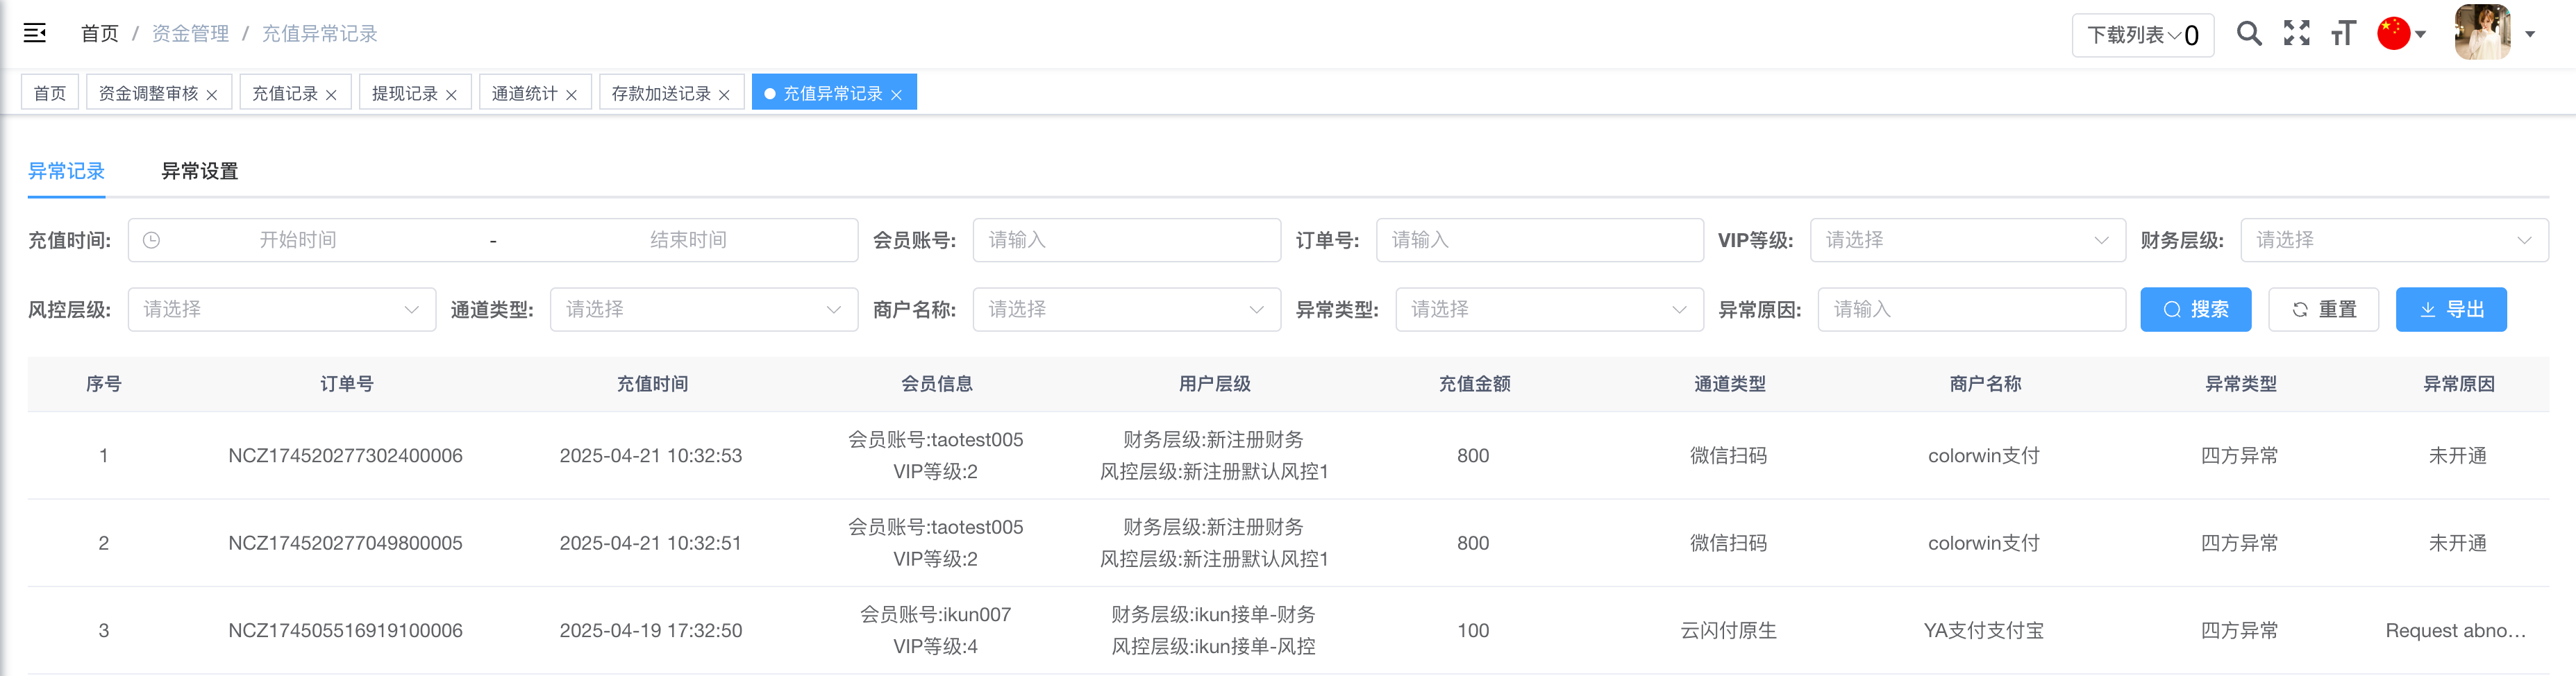 首页 / 资金管理 / 充值异常记录
下载列表 0
首页 资金调整审核 充值记录 提现记录 通道统计 存款加送记录 充值异常记录
异常记录 异常设置
充值时间: 开始时间 - 结束时间 会员账号: 请输入 订单号: 请输入 VIP等级: 请选择 财务层级: 请选择
风控层级: 请选择 通道类型: 请选择 商户名称: 请选择 异常类型: 请选择 异常原因: 请输入 搜索 重置 导出
序号 订单号 充值时间 会员信息 用户层级 充值金额 通道类型 商户名称 异常类型 异常原因
会员账号:taotest005 财务层级:新注册财务
1 NCZ174520277302400006 2025-04-21 10:32:53 800 微信扫码 colorwin支付 四方异常 未开通
VIP等级:2 风控层级:新注册默认风控1
会员账号:taotest005 财务层级:新注册财务
2 NCZ174520277049800005 2025-04-21 10:32:51 800 微信扫码 colorwin支付 四方异常 未开通
VIP等级:2 风控层级:新注册默认风控1
会员账号:ikun007 财务层级:ikun接单-财务
3 NCZ174505516919100006 2025-04-19 17:32:50 100 云闪付原生 YA支付支付宝 四方异常 Request abno...
VIP等级:4 风控层级:ikun接单-风控